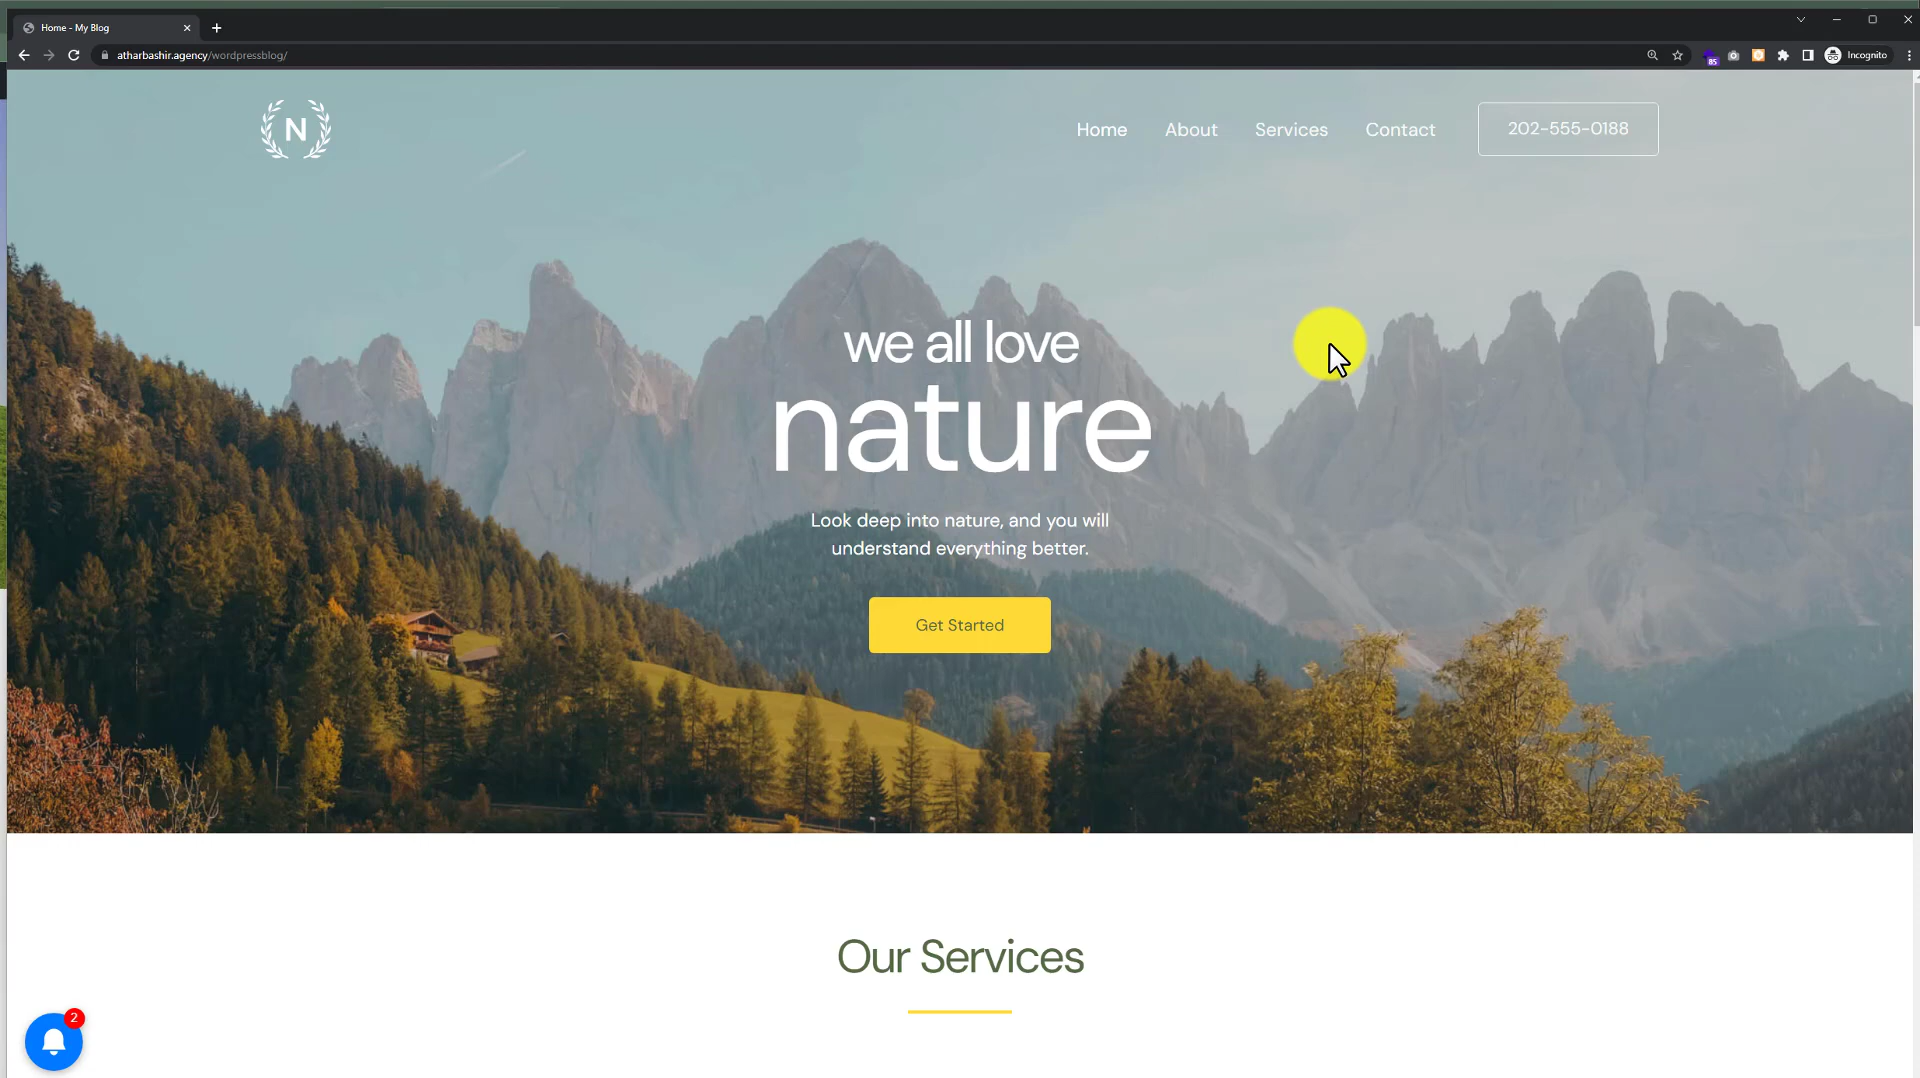 Home - My Blog
atharbashir.agency/wordpressblog/
85
Incognito
N
Home
About
Services
Contact
202-555-0188
we all love
nature
Look deep into nature, and you will
understand everything better.
Get Started
Our Services
2